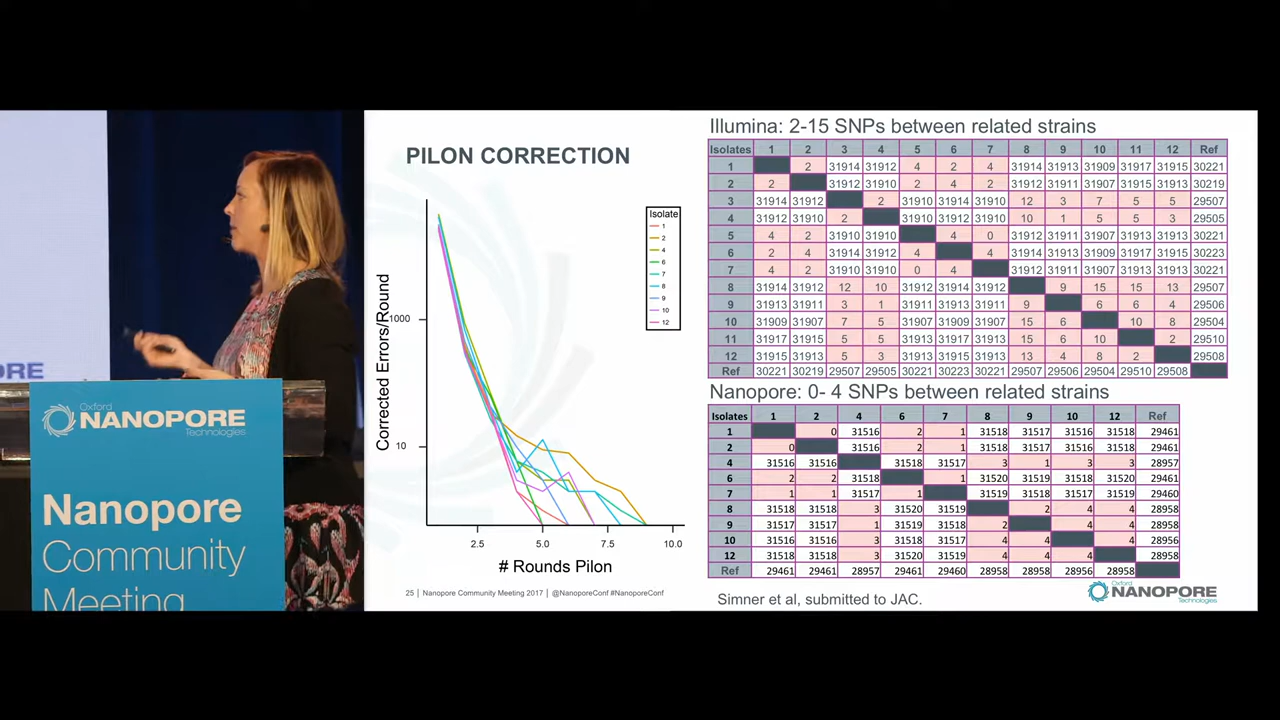 OPORE
Oxford
NANOPORE
Technologies
Nanopore
Community
Meeting
PILON CORRECTION
Corrected Errors/Round
1000
10
2.5 5.0 7.5 10.0
# Rounds Pilon
Isolate
1
2
4
6
7
8
9
10
12
25 | Nanopore Community Meeting 2017 | @NanoporeConf #NanoporeConf
Illumina: 2-15 SNPs between related strains
Isolates 1 2 3 4 5 6 7 8 9 10 11 12 Ref
1 2 31914 31912 4 2 4 31914 31913 31909 31917 31915 30221
2 2 31912 31910 2 4 2 31912 31911 31907 31915 31913 30219
3 31914 31912 2 31910 31914 31910 12 3 7 5 5 29507
4 31912 31910 2 31910 31912 31910 10 1 5 5 3 29505
5 4 2 31910 31910 4 0 31912 31911 31907 31913 31913 30221
6 2 4 31914 31912 4 4 31914 31913 31909 31917 31915 30223
7 4 2 31910 31910 0 4 31912 31911 31907 31913 31913 30221
8 31914 31912 12 10 31912 31914 31912 9 15 15 13 29507
9 31913 31911 3 1 31911 31913 31911 9 6 6 4 29506
10 31909 31907 7 5 31907 31909 31907 15 6 10 8 29504
11 31917 31915 5 5 31913 31917 31913 15 6 10 2 29510
12 31915 31913 5 3 31913 31915 31913 13 4 8 2 29508
Ref 30221 30219 29507 29505 30221 30223 30221 29507 29506 29504 29510 29508
Nanopore: 0- 4 SNPs between related strains
Isolates 1 2 4 6 7 8 9 10 12 Ref
1 0 31516 2 1 31518 31517 31516 31518 29461
2 0 31516 2 1 31518 31517 31516 31518 29461
4 31516 31516 31518 31517 3 1 3 3 28957
6 2 2 31518 1 31520 31519 31518 31520 29461
7 1 1 31517 1 31519 31518 31517 31519 29460
8 31518 31518 3 31520 31519 2 4 4 28958
9 31517 31517 1 31519 31518 2 4 4 28958
10 31516 31516 3 31518 31517 4 4 4 28956
12 31518 31518 3 31520 31519 4 4 4 28958
Ref 29461 29461 28957 29461 29460 28958 28958 28956 28958
Simner et al, submitted to JAC.
Oxford
NANOPORE
Technologies